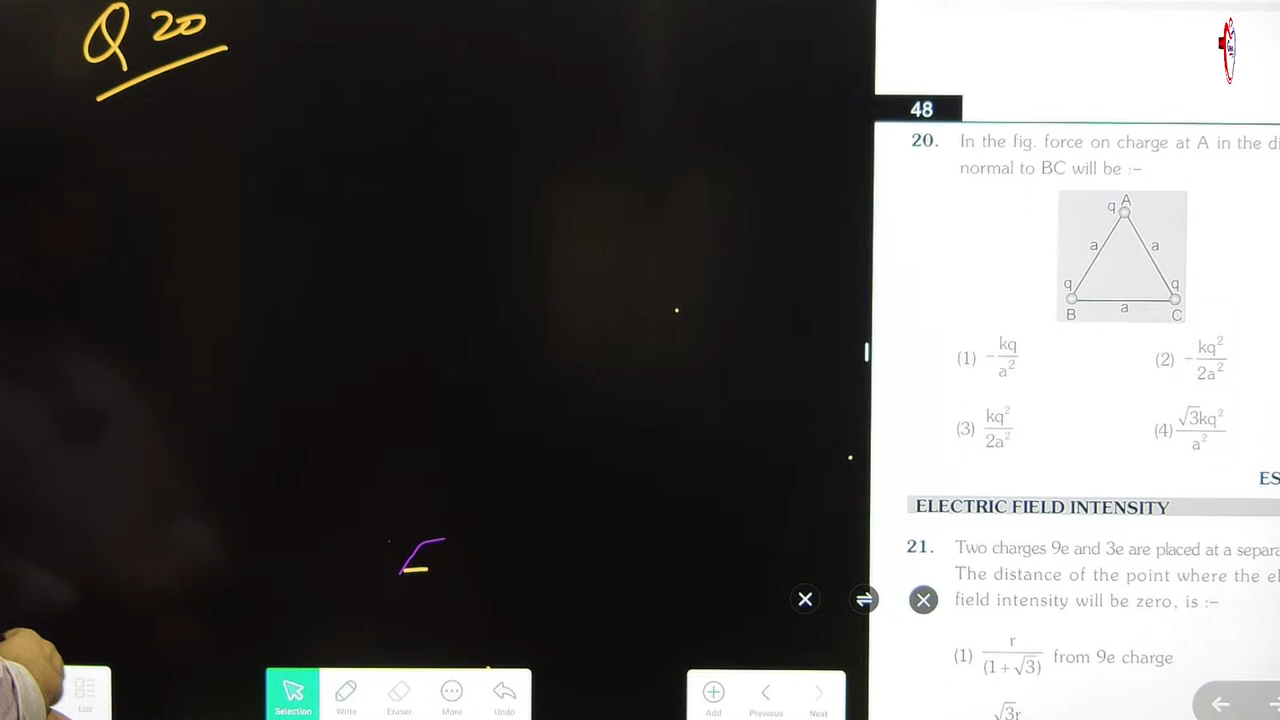 Q 20
48
20. In the fig. force on charge at A in the di
normal to BC will be :–
A
q
a a
q q
B a C
(1) –kq/a²
(2) –kq²/2a²
(3) kq²/2a²
(4) √3kq²/a²
ES
ELECTRIC FIELD INTENSITY
21. Two charges 9e and 3e are placed at a separa
The distance of the point where the el
field intensity will be zero, is :–
(1) r/(1+√3) from 9e charge
√3r
List
Selection Write Eraser More Undo
Add Previous Next